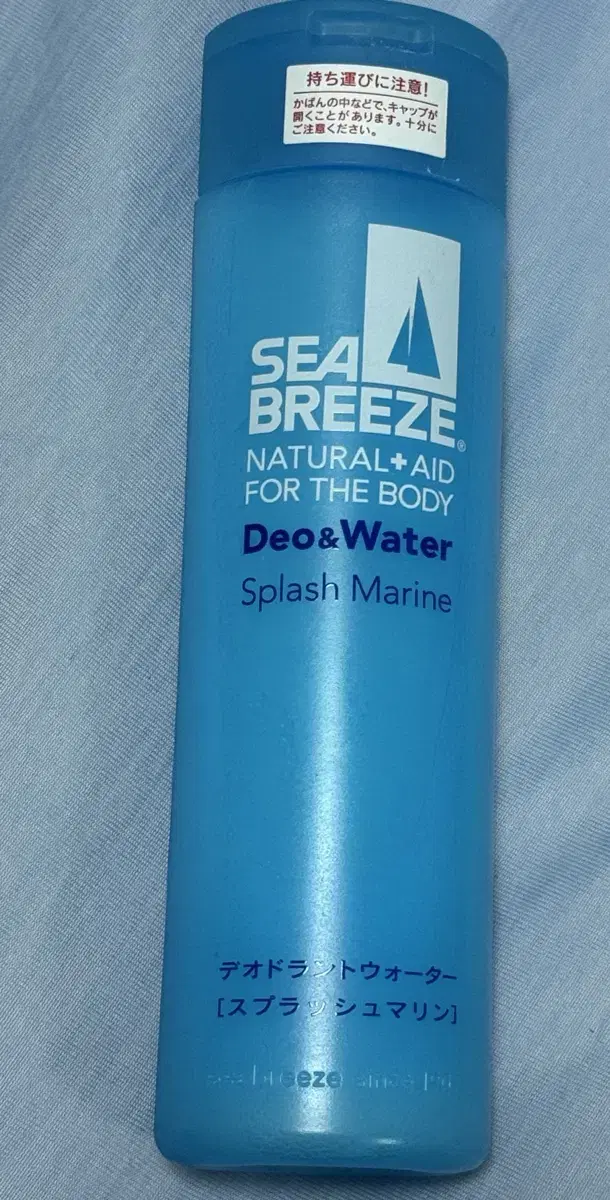 持ち運びに注意!
かばんの中などで、キャップが
開くことがあります。十分に
ご注意ください。
SEA
BREEZE®
NATURAL+AID
FOR THE BODY
Deo&Water
Splash Marine
デオドラントウォーター
[スプラッシュマリン]
sea breeze since